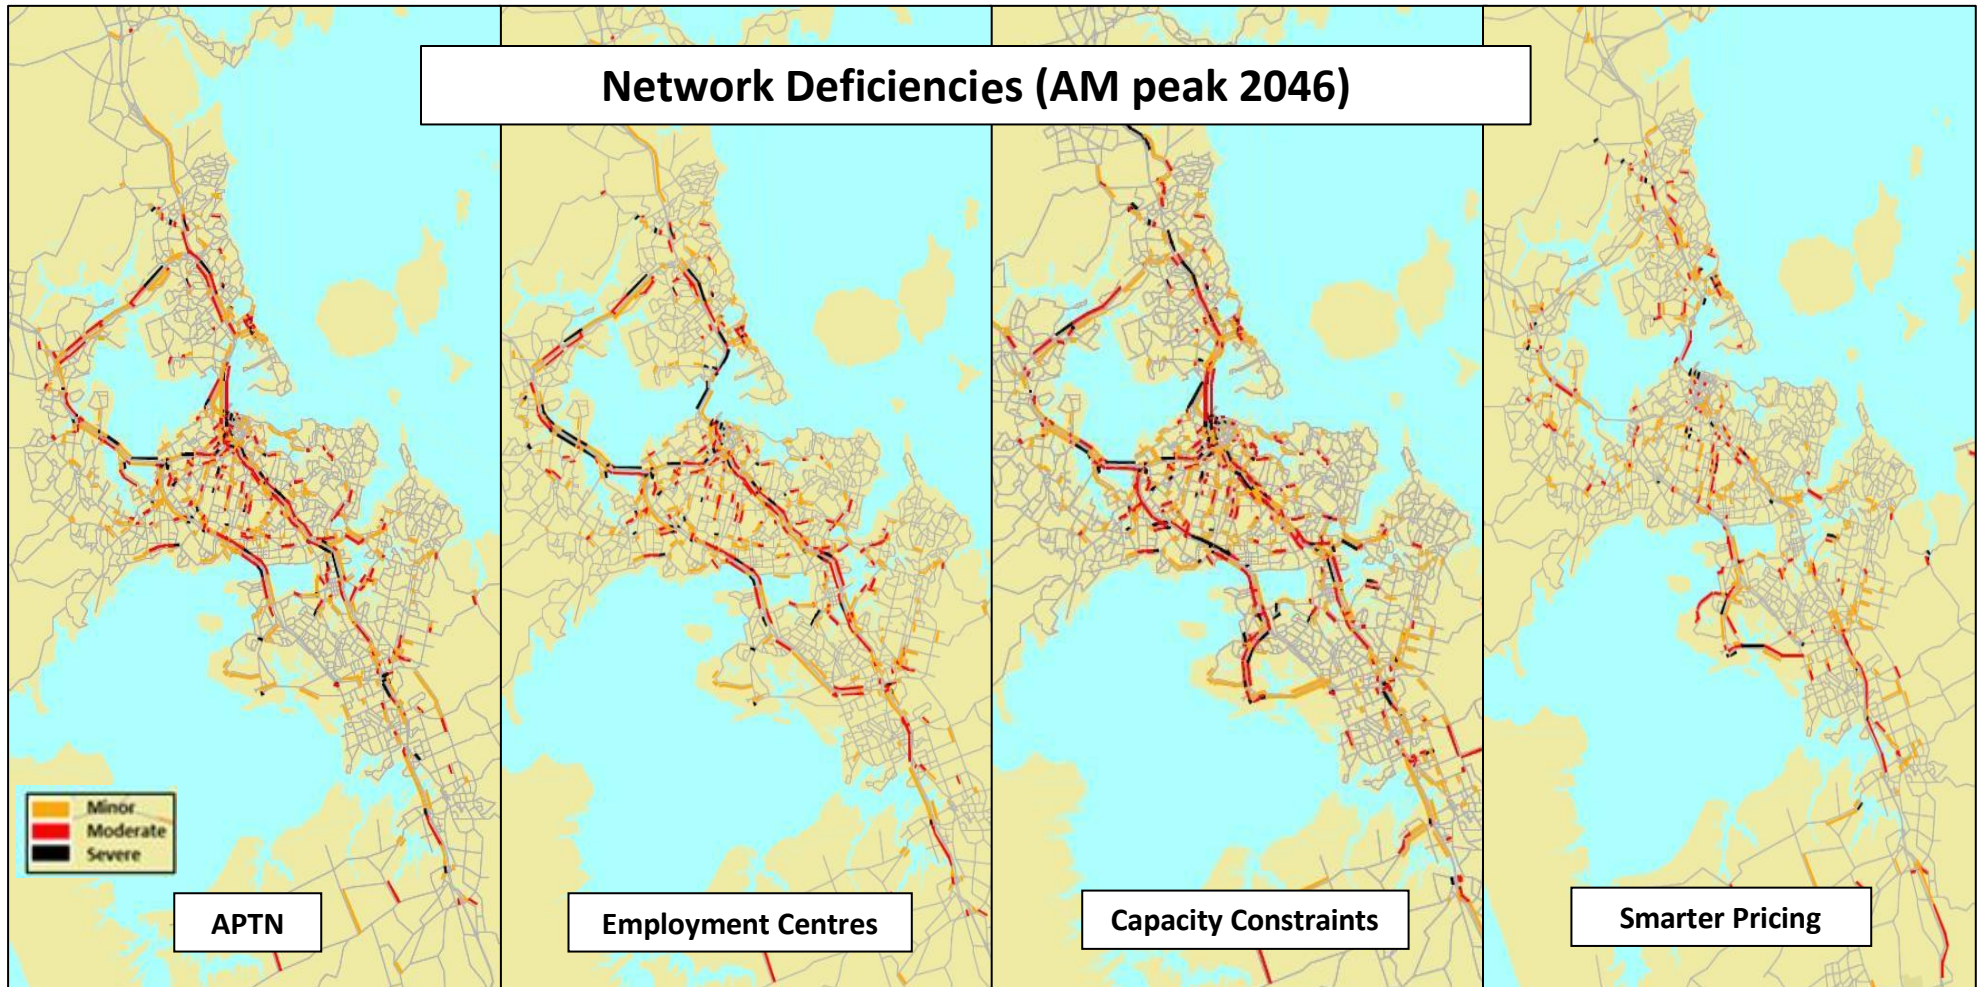 Network Deficiencies (AM peak 2046)
Minor
Moderate
Severe
APTN
Employment Centres
Capacity Constraints
Smarter Pricing